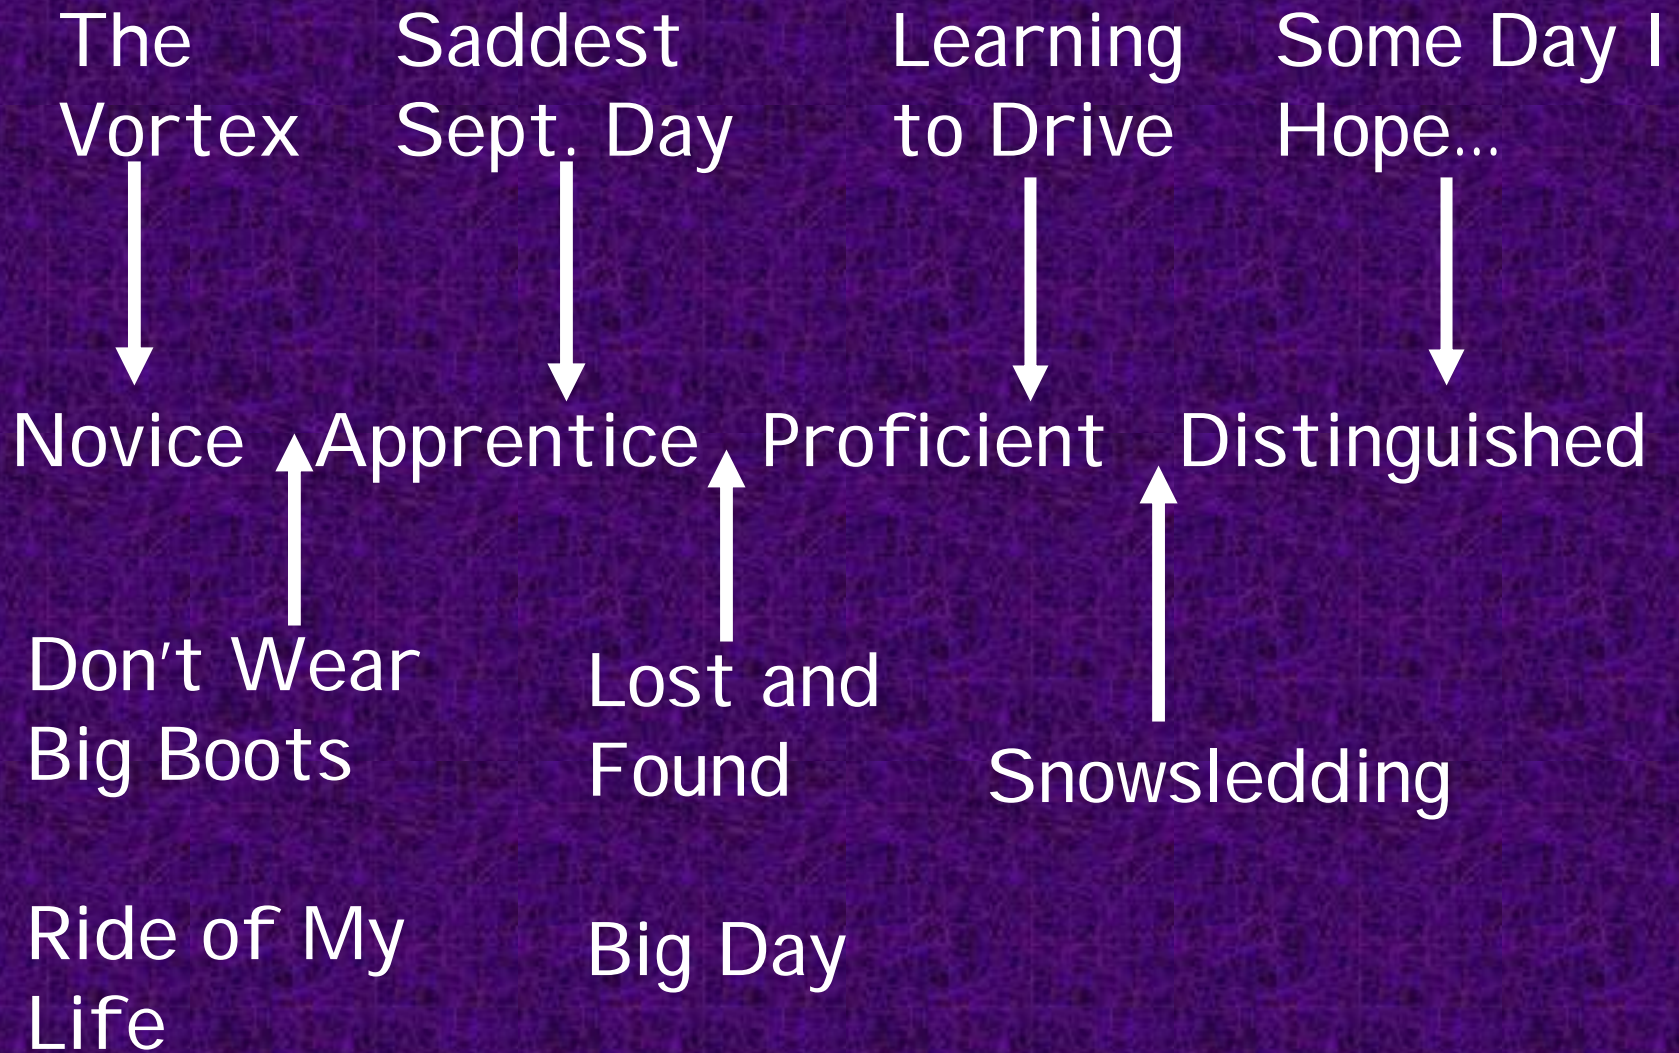 The
Vortex
Saddest
Sept. Day
Learning
to Drive
Some Day I
Hope...
Novice
Apprentice
Proficient
Distinguished
Don't Wear
Big Boots
Lost and
Found
Snowsledding
Ride of My
Life
Big Day